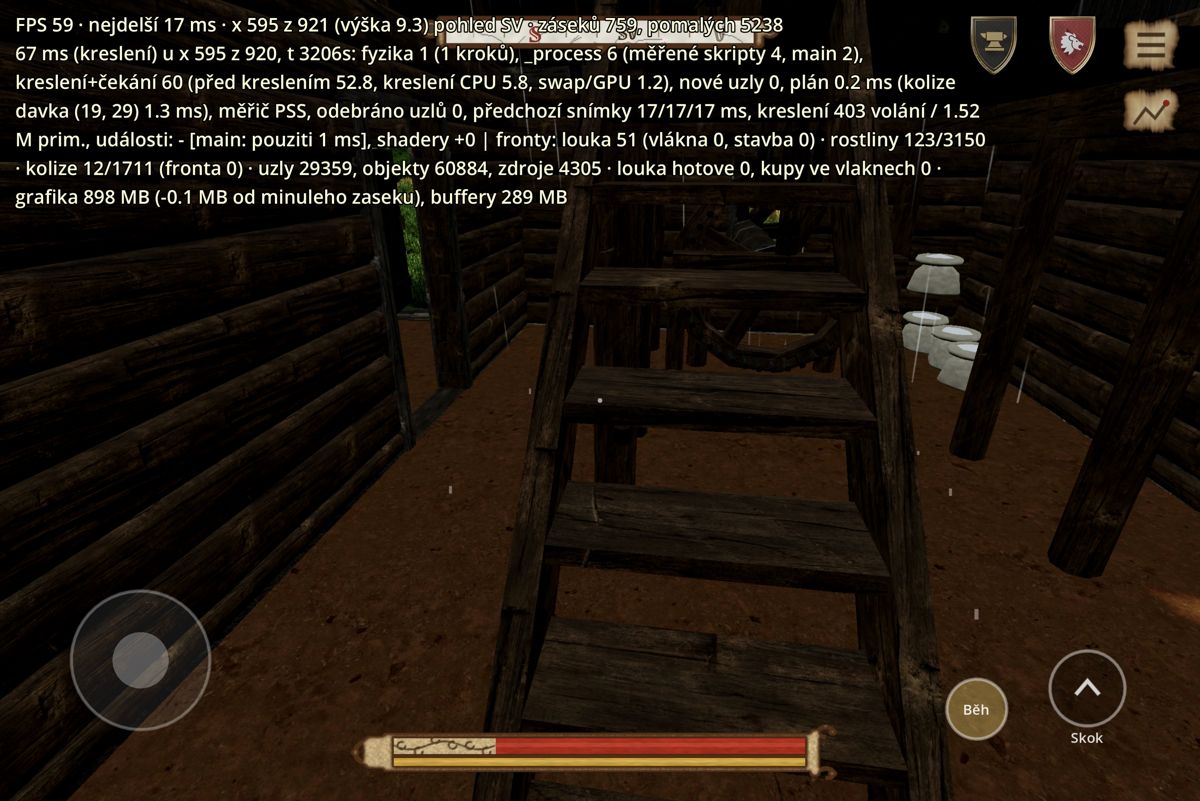 FPS 59 · nejdelší 17 ms · x 595 z 921 (výška 9.3) pohled SV · záseků 759, pomalých 5238
67 ms (kreslení) u x 595 z 920, t 3206s: fyzika 1 (1 kroků), _process 6 (měřené skripty 4, main 2),
kreslení+čekání 60 (před kreslením 52.8, kreslení CPU 5.8, swap/GPU 1.2), nové uzly 0, plán 0.2 ms (kolize
davka (19, 29) 1.3 ms), měřič PSS, odebráno uzlů 0, předchozí snímky 17/17/17 ms, kreslení 403 volání / 1.52
M prim., události: - [main: pouziti 1 ms], shadery +0 | fronty: louka 51 (vlákna 0, stavba 0) · rostliny 123/3150
· kolize 12/1711 (fronta 0) · uzly 29359, objekty 60884, zdroje 4305 · louka hotove 0, kupy ve vlaknech 0 ·
grafika 898 MB (-0.1 MB od minuleho zaseku), buffery 289 MB
Běh
Skok